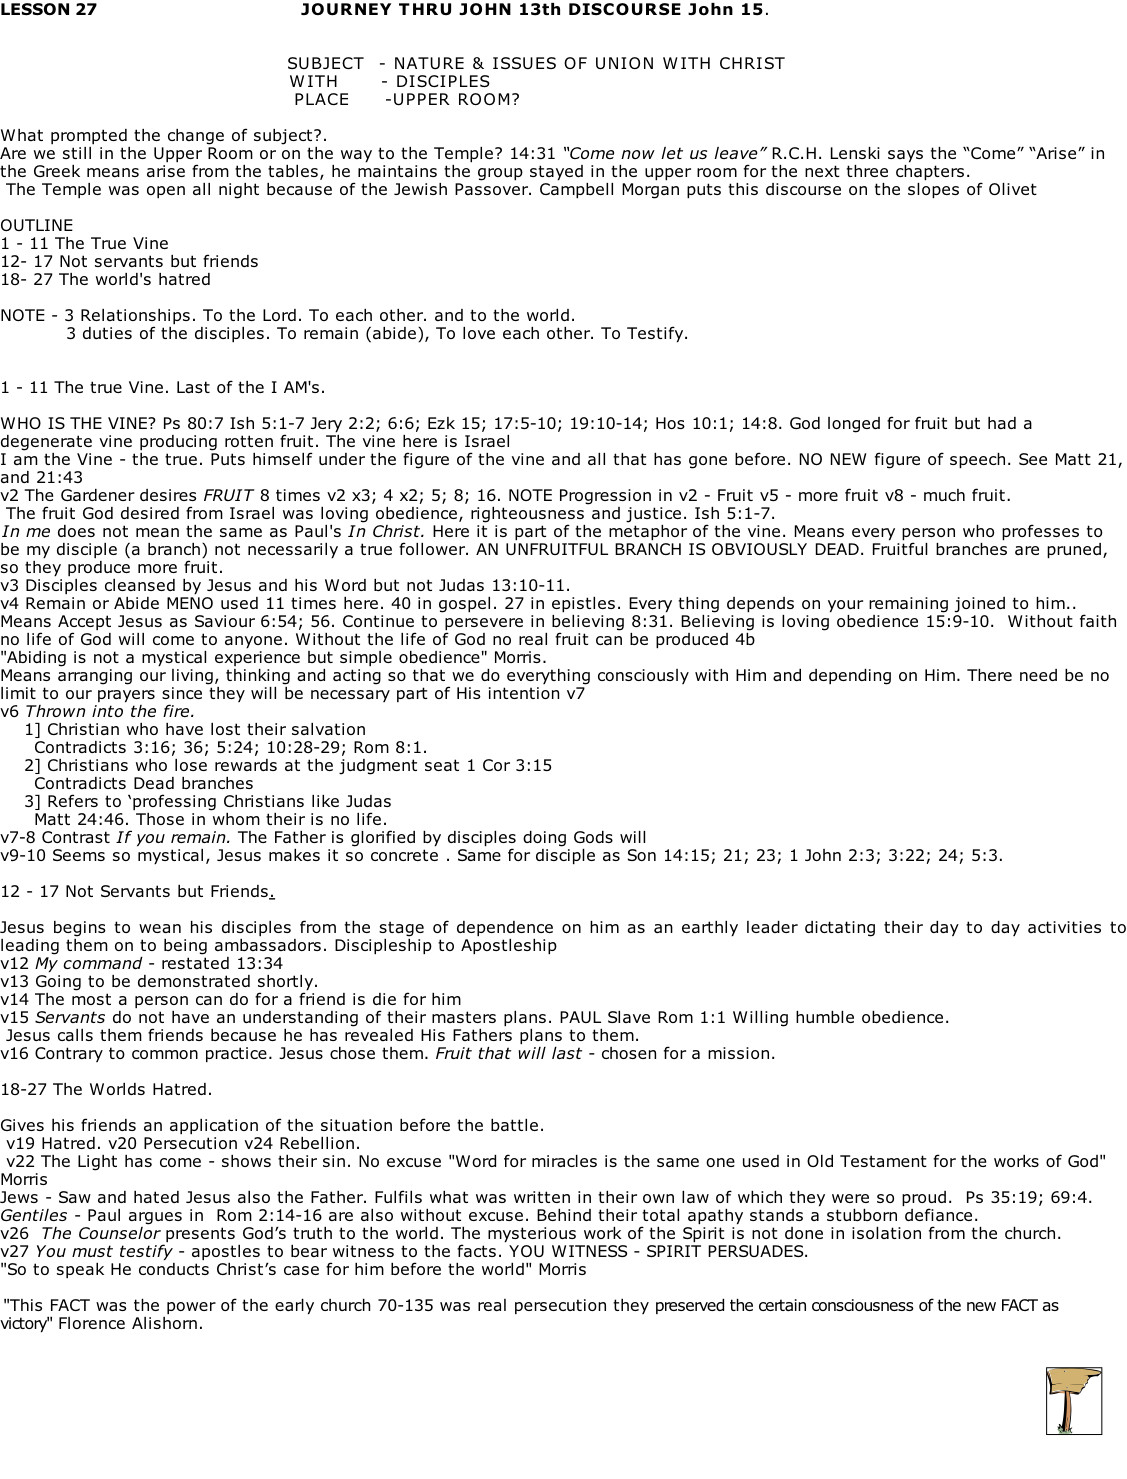 LESSON 27 JOURNEY THRU JOHN 13th DISCOURSE John 15.
SUBJECT - NATURE & ISSUES OF UNION WITH CHRIST
WITH - DISCIPLES
PLACE -UPPER ROOM?
What prompted the change of subject?.
Are we still in the Upper Room or on the way to the Temple? 14:31 “Come now let us leave” R.C.H. Lenski says the “Come” “Arise” in
the Greek means arise from the tables, he maintains the group stayed in the upper room for the next three chapters.
The Temple was open all night because of the Jewish Passover. Campbell Morgan puts this discourse on the slopes of Olivet
OUTLINE
1 - 11 The True Vine
12- 17 Not servants but friends
18- 27 The world's hatred
NOTE - 3 Relationships. To the Lord. To each other. and to the world.
3 duties of the disciples. To remain (abide), To love each other. To Testify.
1 - 11 The true Vine. Last of the I AM's.
WHO IS THE VINE? Ps 80:7 Ish 5:1-7 Jery 2:2; 6:6; Ezk 15; 17:5-10; 19:10-14; Hos 10:1; 14:8. God longed for fruit but had a
degenerate vine producing rotten fruit. The vine here is Israel
I am the Vine - the true. Puts himself under the figure of the vine and all that has gone before. NO NEW figure of speech. See Matt 21,
and 21:43
v2 The Gardener desires FRUIT 8 times v2 x3; 4 x2; 5; 8; 16. NOTE Progression in v2 - Fruit v5 - more fruit v8 - much fruit.
The fruit God desired from Israel was loving obedience, righteousness and justice. Ish 5:1-7.
In me does not mean the same as Paul's In Christ. Here it is part of the metaphor of the vine. Means every person who professes to
be my disciple (a branch) not necessarily a true follower. AN UNFRUITFUL BRANCH IS OBVIOUSLY DEAD. Fruitful branches are pruned,
so they produce more fruit.
v3 Disciples cleansed by Jesus and his Word but not Judas 13:10-11.
v4 Remain or Abide MENO used 11 times here. 40 in gospel. 27 in epistles. Every thing depends on your remaining joined to him..
Means Accept Jesus as Saviour 6:54; 56. Continue to persevere in believing 8:31. Believing is loving obedience 15:9-10. Without faith
no life of God will come to anyone. Without the life of God no real fruit can be produced 4b
"Abiding is not a mystical experience but simple obedience" Morris.
Means arranging our living, thinking and acting so that we do everything consciously with Him and depending on Him. There need be no
limit to our prayers since they will be necessary part of His intention v7
v6 Thrown into the fire.
1] Christian who have lost their salvation
Contradicts 3:16; 36; 5:24; 10:28-29; Rom 8:1.
2] Christians who lose rewards at the judgment seat 1 Cor 3:15
Contradicts Dead branches
3] Refers to ‘professing Christians like Judas
Matt 24:46. Those in whom their is no life.
v7-8 Contrast If you remain. The Father is glorified by disciples doing Gods will
v9-10 Seems so mystical, Jesus makes it so concrete . Same for disciple as Son 14:15; 21; 23; 1 John 2:3; 3:22; 24; 5:3.
12 - 17 Not Servants but Friends.
Jesus begins to wean his disciples from the stage of dependence on him as an earthly leader dictating their day to day activities to
leading them on to being ambassadors. Discipleship to Apostleship
v12 My command - restated 13:34
v13 Going to be demonstrated shortly.
v14 The most a person can do for a friend is die for him
v15 Servants do not have an understanding of their masters plans. PAUL Slave Rom 1:1 Willing humble obedience.
Jesus calls them friends because he has revealed His Fathers plans to them.
v16 Contrary to common practice. Jesus chose them. Fruit that will last - chosen for a mission.
18-27 The Worlds Hatred.
Gives his friends an application of the situation before the battle.
v19 Hatred. v20 Persecution v24 Rebellion.
v22 The Light has come - shows their sin. No excuse "Word for miracles is the same one used in Old Testament for the works of God"
Morris
Jews - Saw and hated Jesus also the Father. Fulfils what was written in their own law of which they were so proud. Ps 35:19; 69:4.
Gentiles - Paul argues in Rom 2:14-16 are also without excuse. Behind their total apathy stands a stubborn defiance.
v26 The Counselor presents God’s truth to the world. The mysterious work of the Spirit is not done in isolation from the church.
v27 You must testify - apostles to bear witness to the facts. YOU WITNESS - SPIRIT PERSUADES.
"So to speak He conducts Christ’s case for him before the world" Morris
"This FACT was the power of the early church 70-135 was real persecution they preserved the certain consciousness of the new FACT as
victory" Florence Alishorn.